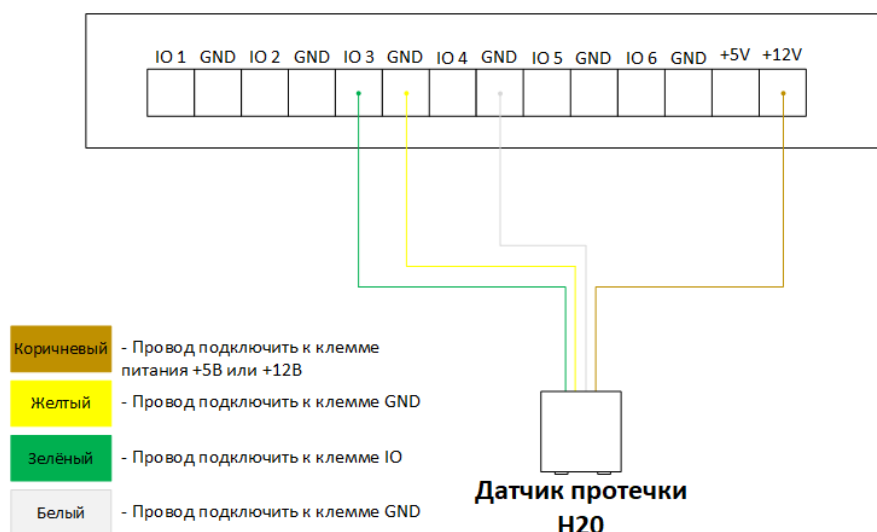 IO 1 GND IO 2 GND IO 3 GND IO 4 GND IO 5 GND IO 6 GND +5V +12V
Коричневый - Провод подключить к клемме
питания +5В или +12В
Желтый - Провод подключить к клемме GND
Зелёный - Провод подключить к клемме IO
Белый - Провод подключить к клемме GND
Датчик протечки
H20